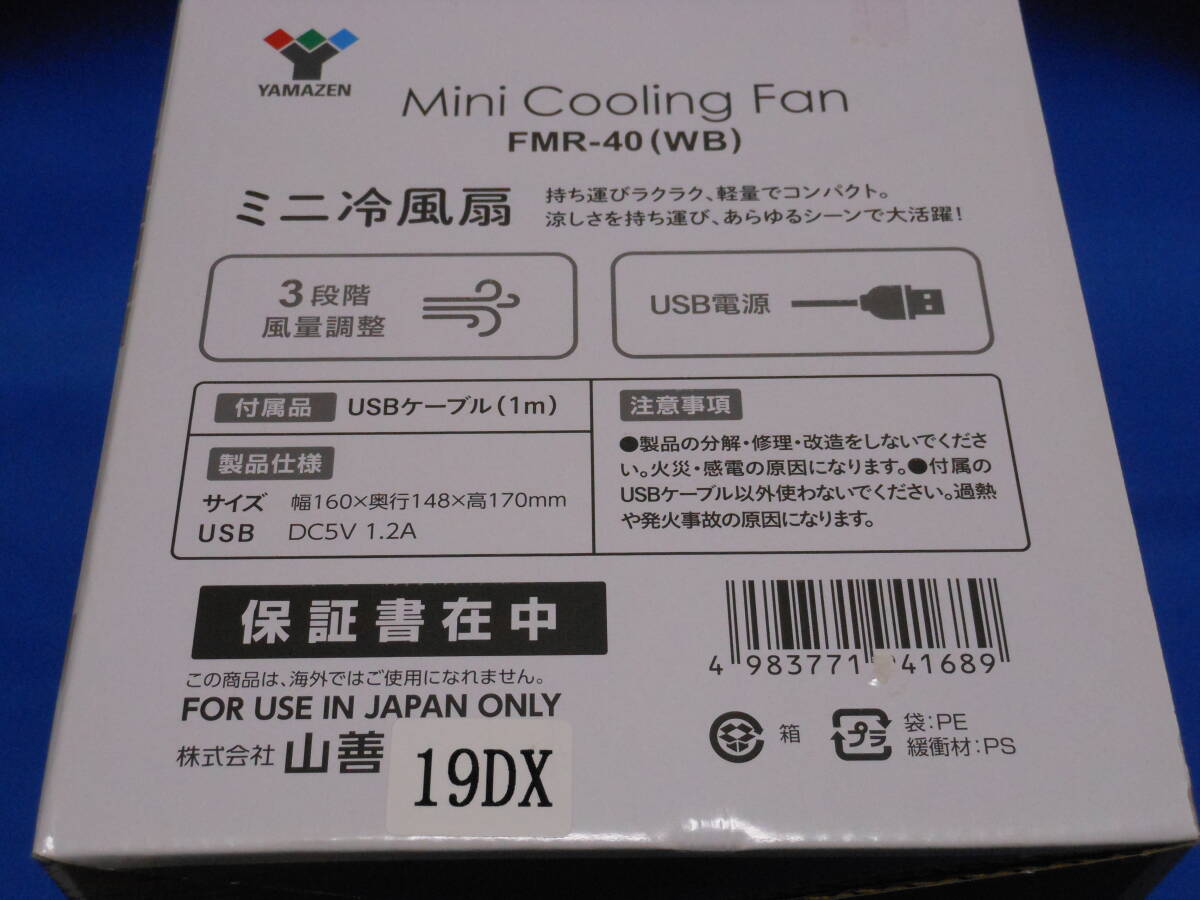 YAMAZEN
Mini Cooling Fan
FMR-40(WB)
ミニ冷風扇
持ち運びラクラク、軽量でコンパクト。
涼しさを持ち運び、あらゆるシーンで大活躍!
3段階
風量調整
USB電源
付属品 USBケーブル(1m)
製品仕様
サイズ 幅160×奥行148×高170mm
USB DC5V 1.2A
注意事項
●製品の分解・修理・改造をしないでくださ
い。火災・感電の原因になります。●付属の
USBケーブル以外使わないでください。過熱
や発火事故の原因になります。
保証書在中
この商品は、海外ではご使用になれません。
FOR USE IN JAPAN ONLY
株式会社 山善
19DX
4 983771 41689
箱
プラ
袋:PE
緩衝材:PS